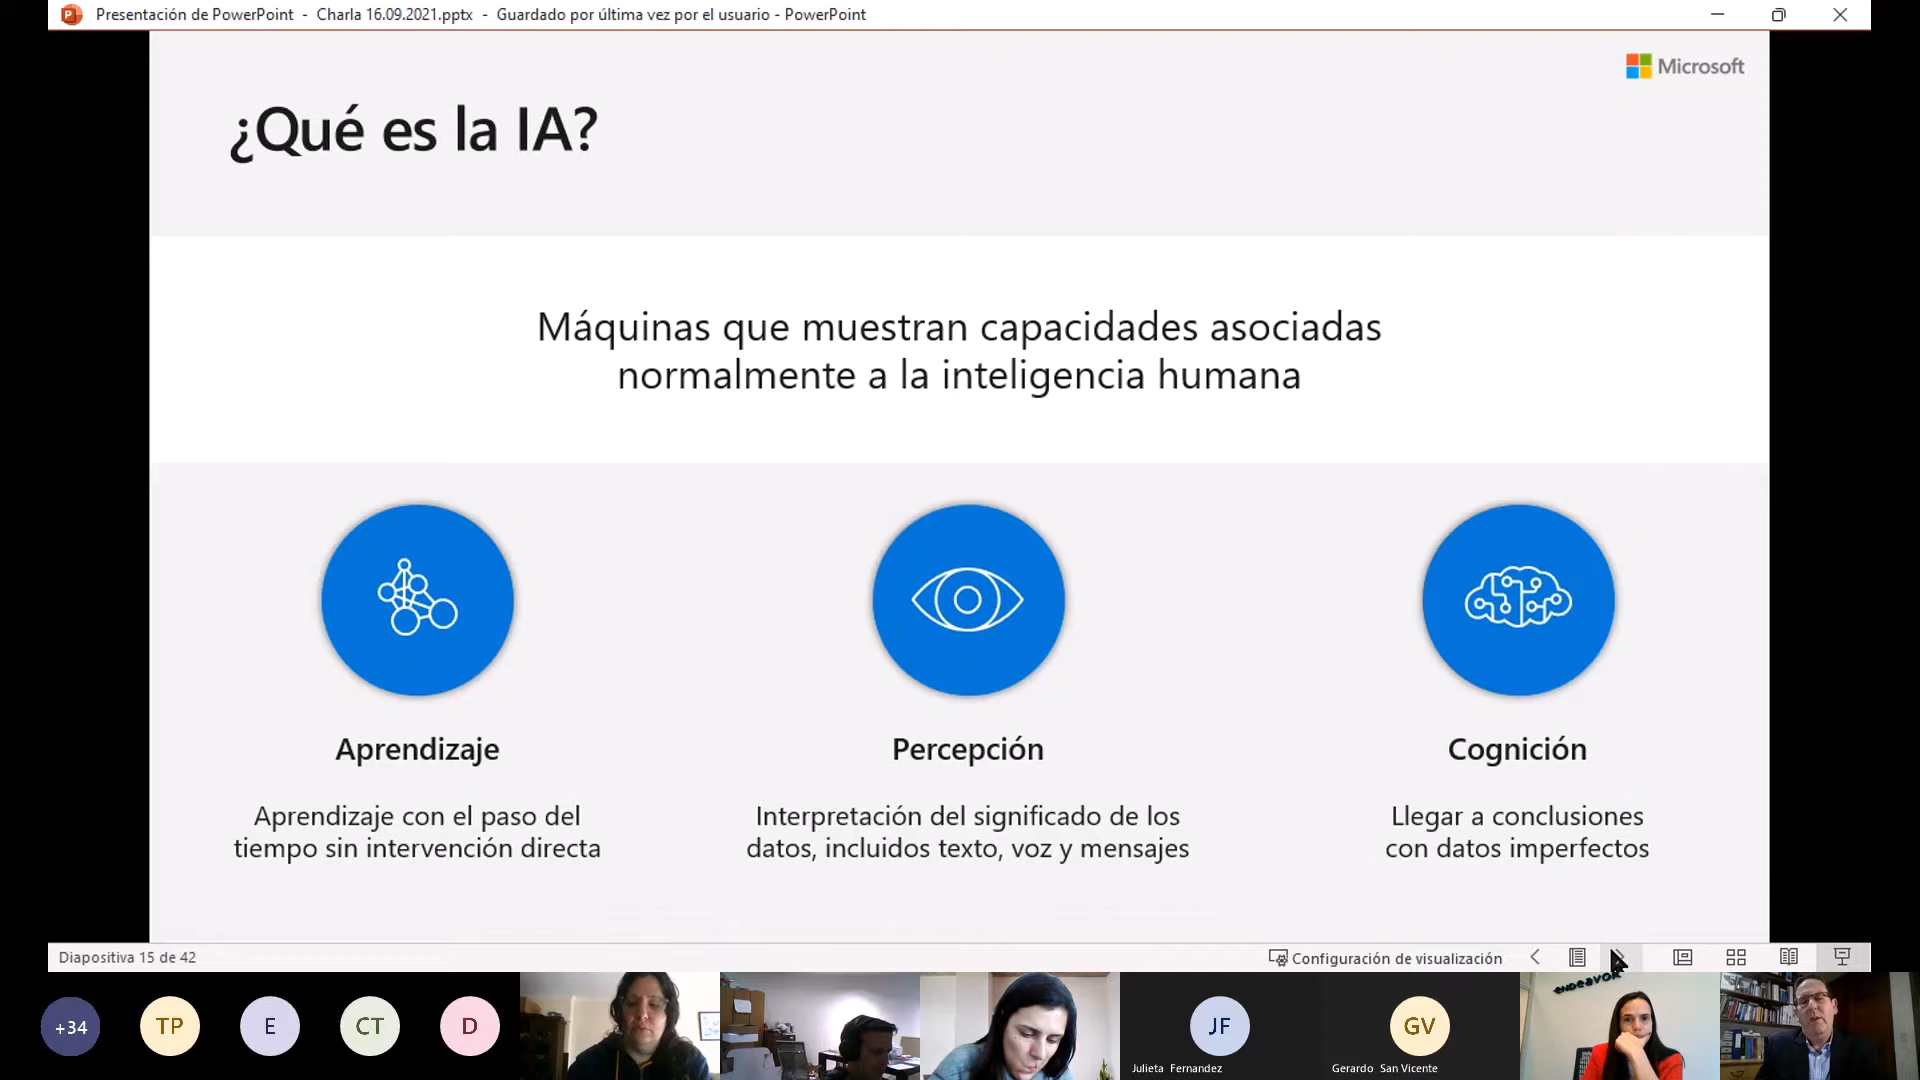 Presentación de PowerPoint - Charla 16.09.2021.pptx - Guardado por última vez por el usuario - PowerPoint
Microsoft
¿Qué es la IA?
Máquinas que muestran capacidades asociadas
normalmente a la inteligencia humana
Aprendizaje
Aprendizaje con el paso del
tiempo sin intervención directa
Percepción
Interpretación del significado de los
datos, incluidos texto, voz y mensajes
Cognición
Llegar a conclusiones
con datos imperfectos
Diapositiva 15 de 42
Configuración de visualización
+34
TP
E
CT
D
JF
Julieta Fernandez
GV
Gerardo San Vicente
endeavor